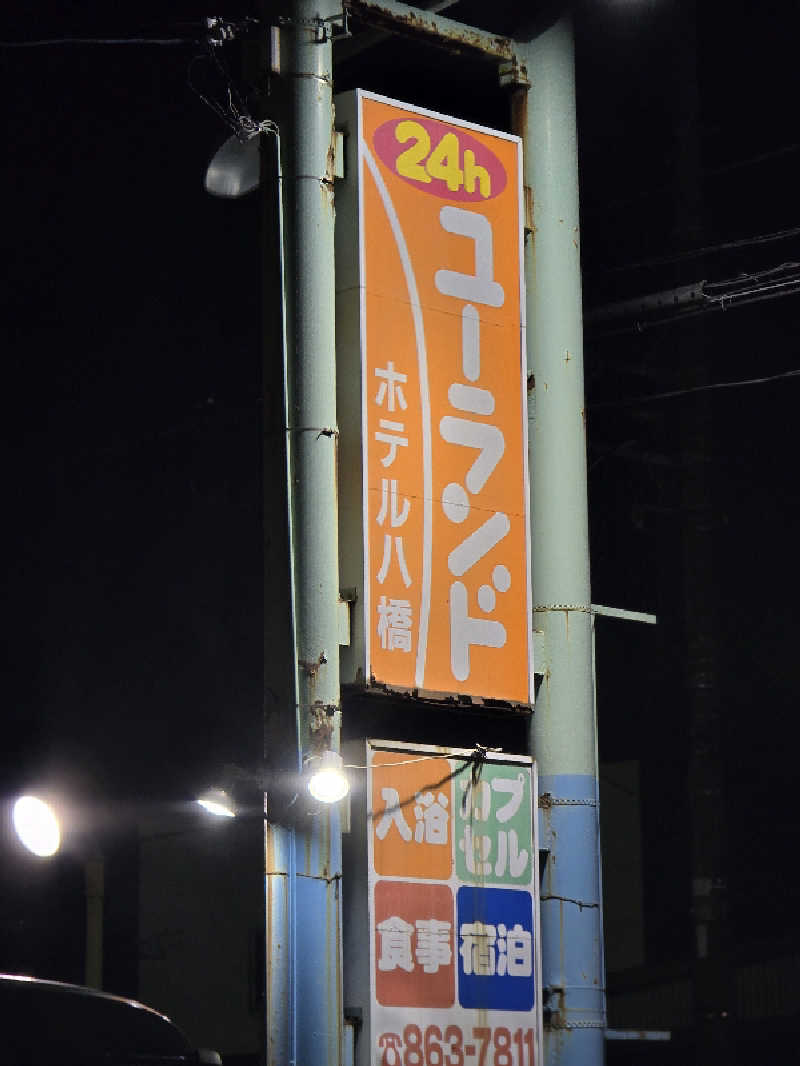 24h
ユーランド
ホテル八橋
入浴
カプセル
食事
宿泊
☎863-7811